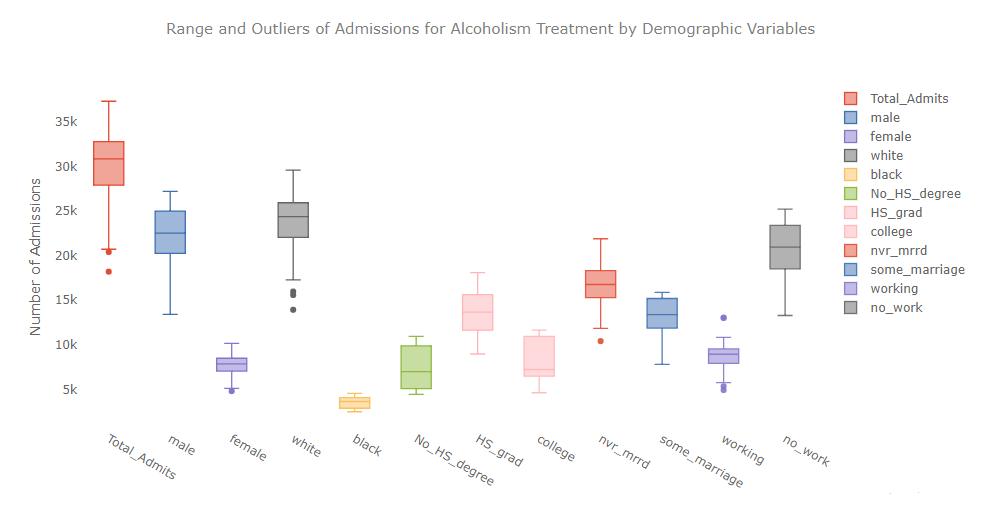 Range and Outliers of Admissions for Alcoholism Treatment by Demographic Variables
35k
30k
25k
20k
15k
10k
5k
Number of Admissions
Total_Admits
male
female
white
black
No_HS_degree
HS_grad
college
nvr_mrrd
some_marriage
working
no_work
Total_Admits
male
female
white
black
No_HS_degree
HS_grad
college
nvr_mrrd
some_marriage
working
no_work